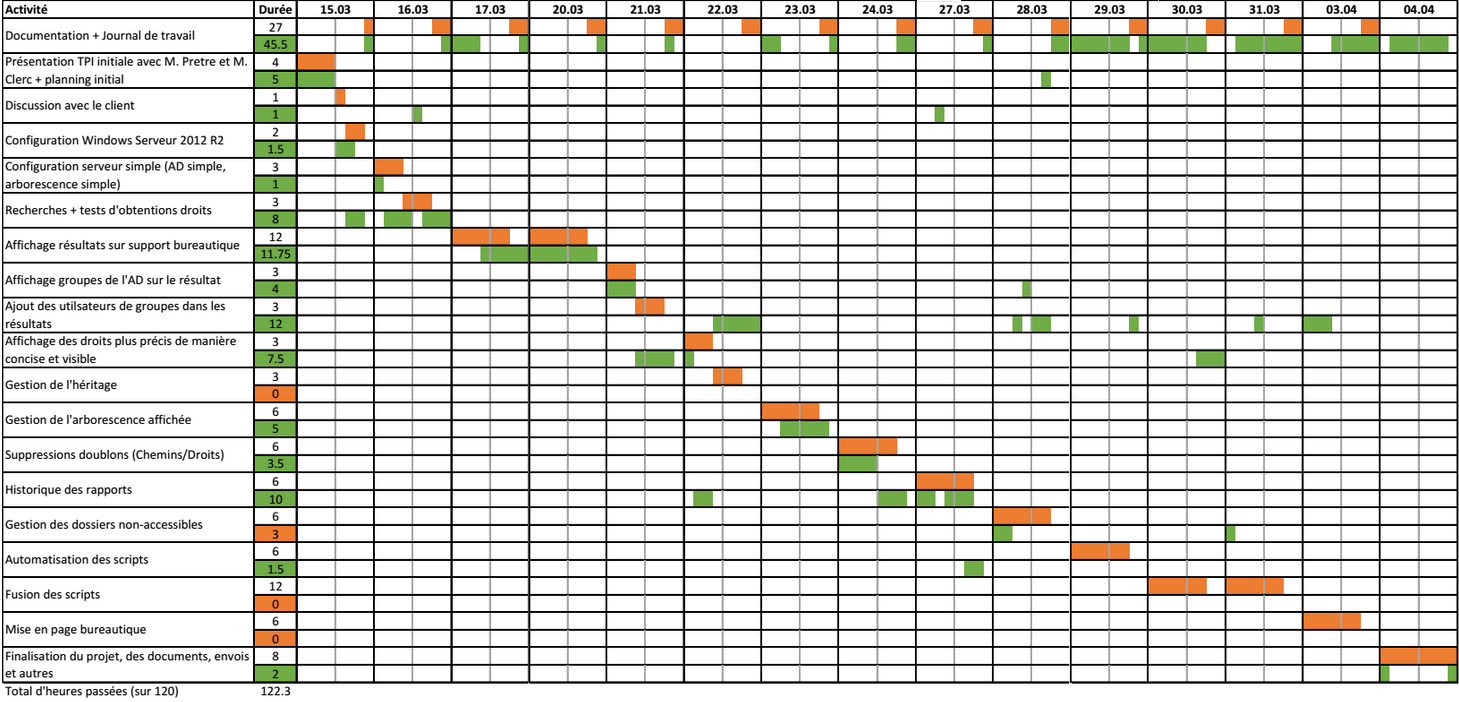 Activité Durée 15.03 16.03 17.03 20.03 21.03 22.03 23.03 24.03 27.03 28.03 29.03 30.03 31.03 03.04 04.04
Documentation + Journal de travail
27
45.5
Présentation TPI initiale avec M. Pretre et M.
Clerc + planning initial
4
5
Discussion avec le client
1
1
Configuration Windows Serveur 2012 R2
2
1.5
Configuration serveur simple (AD simple,
arborescence simple)
3
1
Recherches + tests d'obtentions droits
3
8
Affichage résultats sur support bureautique
12
11.75
Affichage groupes de l'AD sur le résultat
3
4
Ajout des utilsateurs de groupes dans les
résultats
3
12
Affichage des droits plus précis de manière
concise et visible
3
7.5
Gestion de l'héritage
3
0
Gestion de l'arborescence affichée
6
5
Suppressions doublons (Chemins/Droits)
6
3.5
Historique des rapports
6
10
Gestion des dossiers non-accessibles
6
3
Automatisation des scripts
6
1.5
Fusion des scripts
12
0
Mise en page bureautique
6
0
Finalisation du projet, des documents, envois
et autres
8
2
Total d'heures passées (sur 120) 122.3